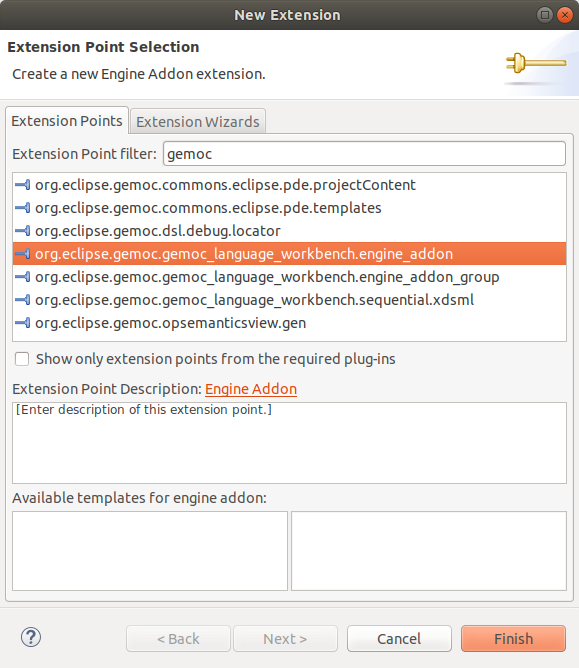 New Extension
Extension Point Selection
Create a new Engine Addon extension.
Extension Points Extension Wizards
Extension Point filter: gemoc
org.eclipse.gemoc.commons.eclipse.pde.projectContent
org.eclipse.gemoc.commons.eclipse.pde.templates
org.eclipse.gemoc.dsl.debug.locator
org.eclipse.gemoc.gemoc_language_workbench.engine_addon
org.eclipse.gemoc.gemoc_language_workbench.engine_addon_group
org.eclipse.gemoc.gemoc_language_workbench.sequential.xdsml
org.eclipse.gemoc.opsemanticsview.gen
Show only extension points from the required plug-ins
Extension Point Description: Engine Addon
[Enter description of this extension point.]
Available templates for engine addon:
? < Back Next > Cancel Finish